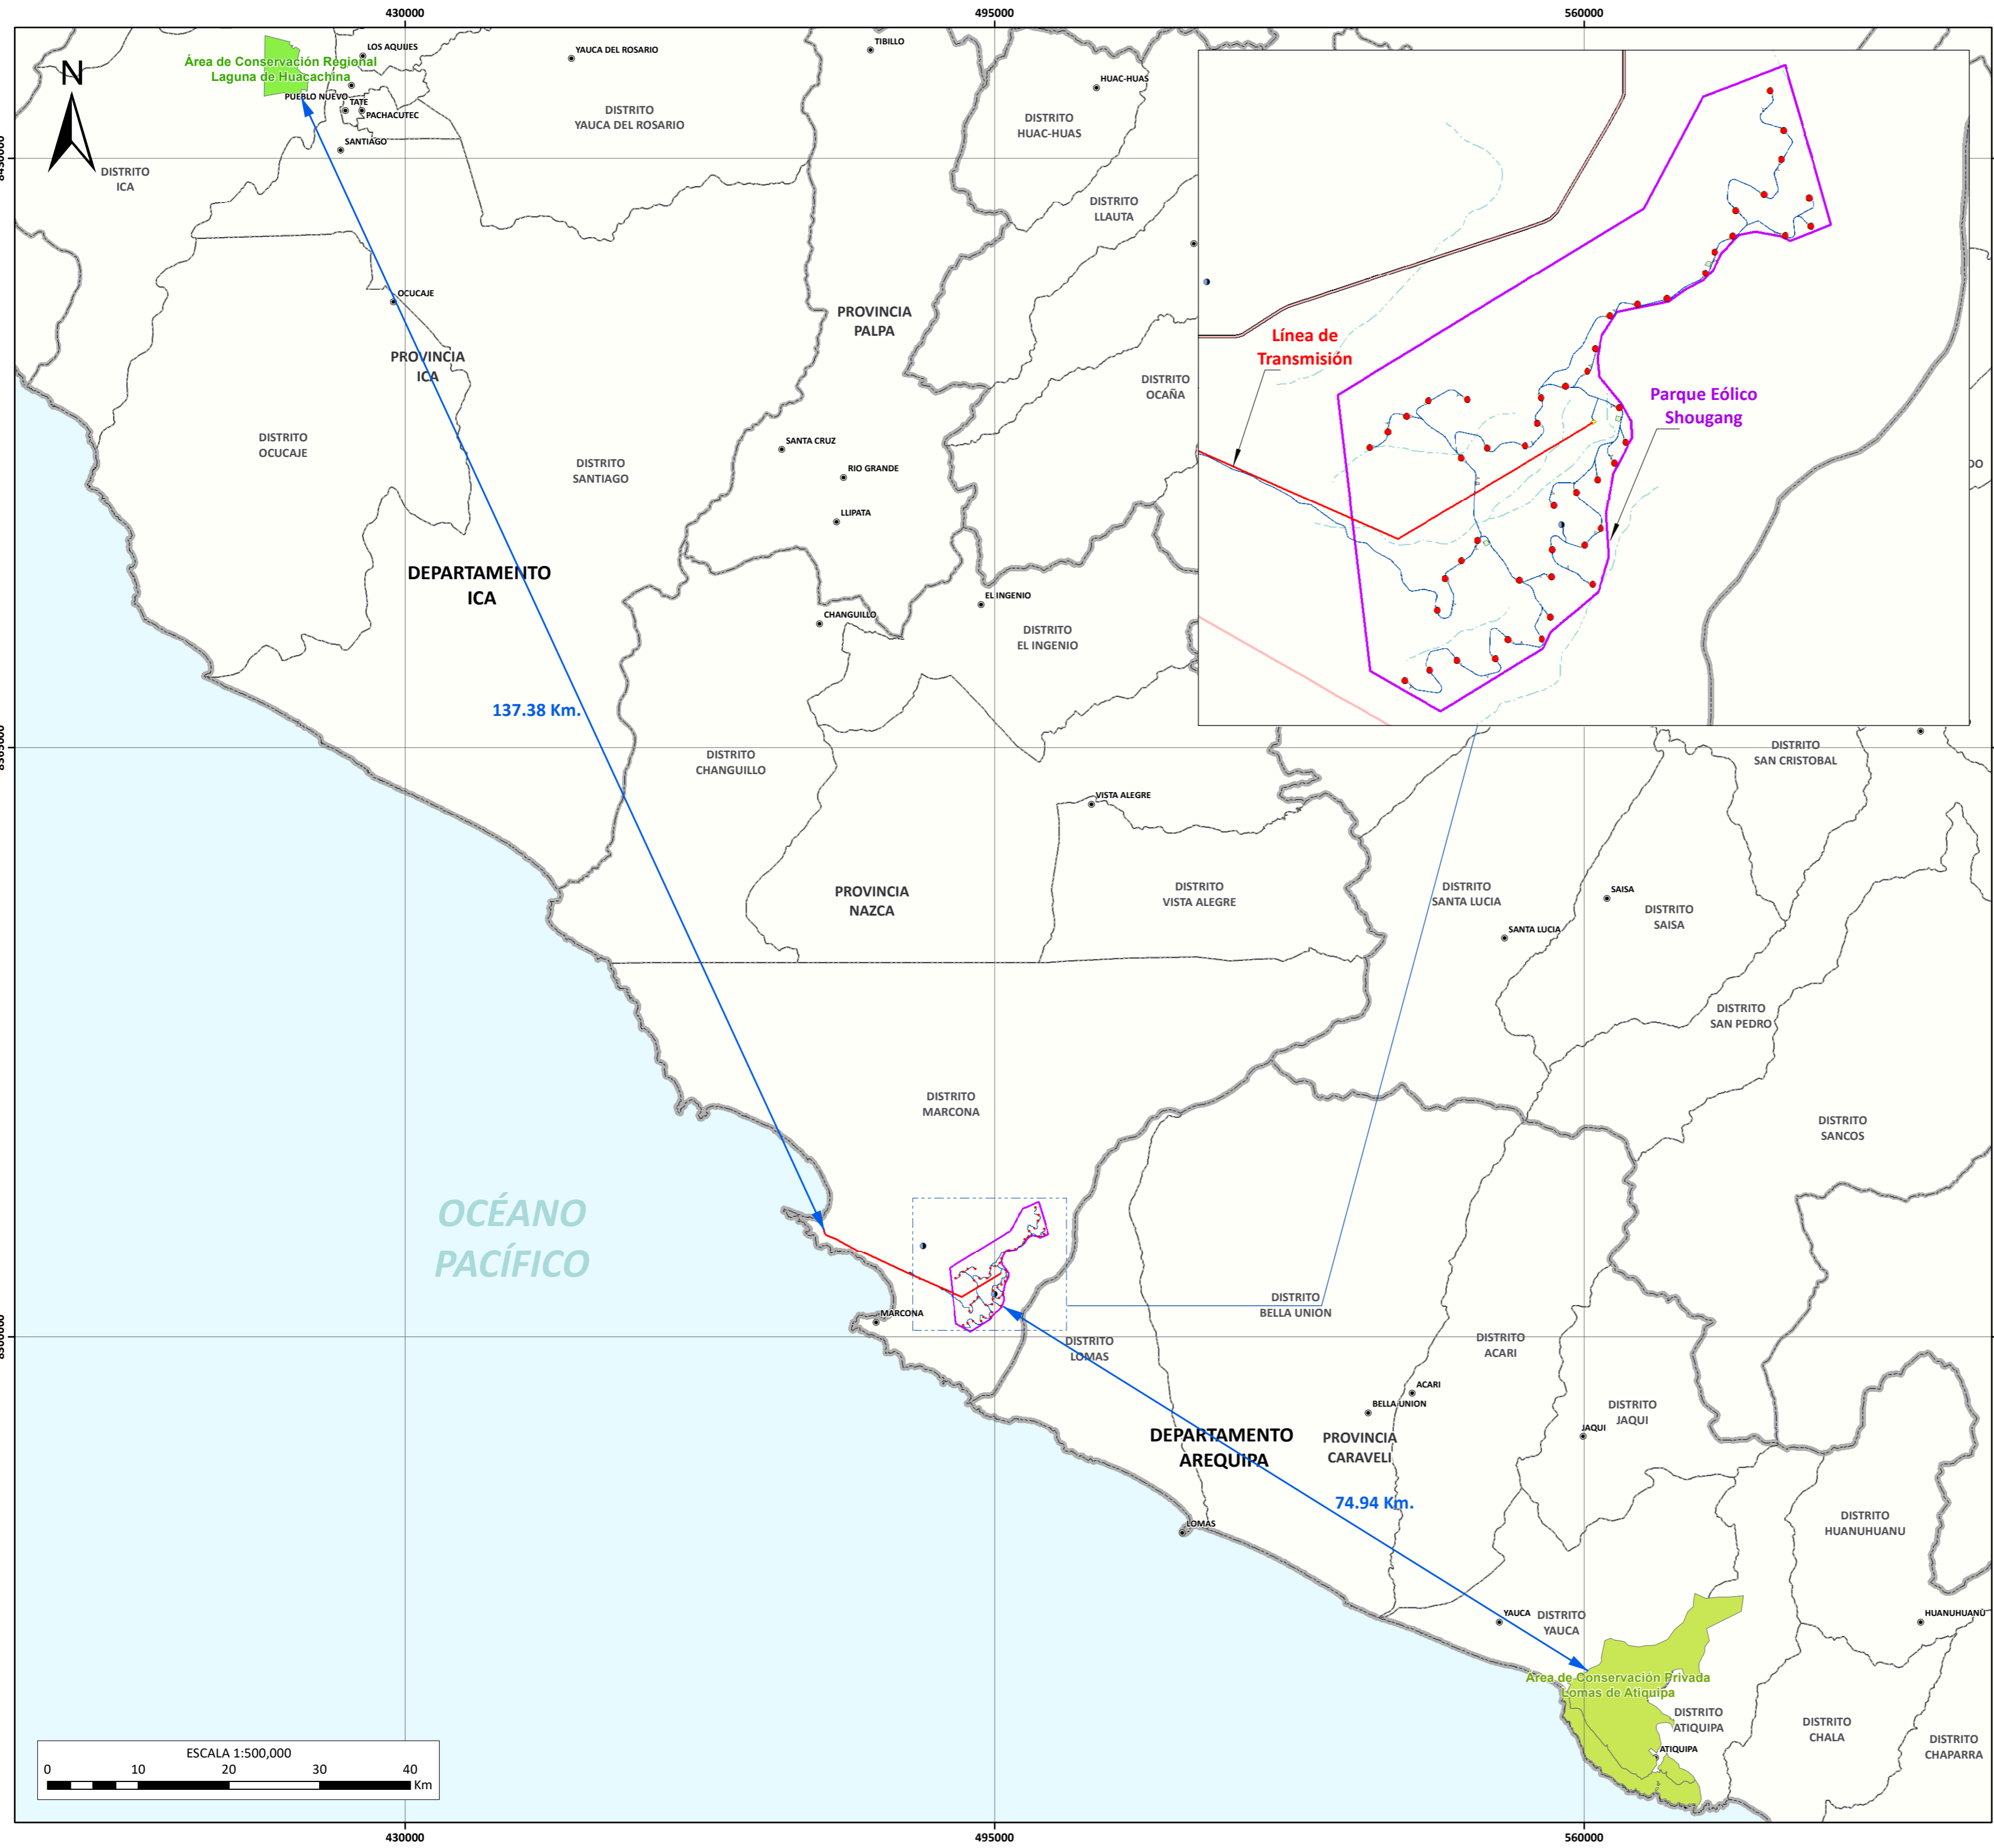 430000
495000
560000
N
Área de Conservación Regional
Laguna de Huacachina
LOS AQUIJES
PUEBLO NUEVO
TATE
PACHACUTEC
SANTIAGO
YAUCA DEL ROSARIO
DISTRITO
YAUCA DEL ROSARIO
TIBILLO
HUAC-HUAS
DISTRITO
HUAC-HUAS
DISTRITO
ICA
DISTRITO
LLAUTA
OCUCAJE
PROVINCIA
ICA
PROVINCIA
PALPA
DISTRITO
OCAÑA
Línea de
Transmisión
Parque Eólico
Shougang
DISTRITO
OCUCAJE
DISTRITO
SANTIAGO
SANTA CRUZ
RIO GRANDE
LLIPATA
DO
DEPARTAMENTO
ICA
CHANGUILLO
EL INGENIO
DISTRITO
EL INGENIO
137.38 Km.
DISTRITO
CHANGUILLO
VISTA ALEGRE
DISTRITO
SAN CRISTOBAL
PROVINCIA
NAZCA
DISTRITO
VISTA ALEGRE
DISTRITO
SANTA LUCIA
SANTA LUCIA
SAISA
DISTRITO
SAISA
DISTRITO
SAN PEDRO
DISTRITO
MARCONA
DISTRITO
SANCOS
OCÉANO
PACÍFICO
MARCONA
DISTRITO
LOMAS
DISTRITO
BELLA UNION
DISTRITO
ACARI
ACARI
BELLA UNION
DISTRITO
JAQUI
JAQUI
DEPARTAMENTO
AREQUIPA
PROVINCIA
CARAVELI
74.94 Km.
LOMAS
DISTRITO
HUANUHUANU
YAUCA
DISTRITO
YAUCA
HUANUHUANU
Area de Conservación Privada
Lomas de Atiquipa
DISTRITO
ATIQUIPA
ATIQUIPA
DISTRITO
CHALA
DISTRITO
CHAPARRA
ESCALA 1:500,000
0 10 20 30 40
Km
430000
495000
560000